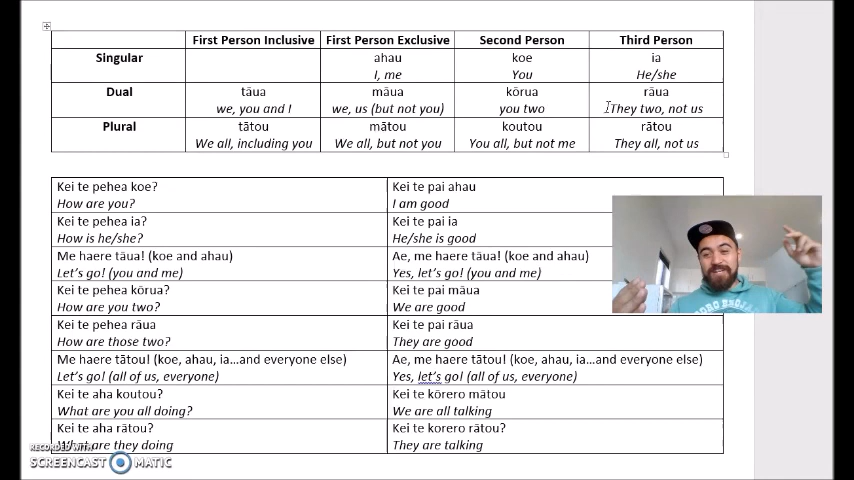 First Person Inclusive First Person Exclusive Second Person Third Person
Singular ahau koe ia
I, me You He/she
Dual tāua māua kōrua rāua
we, you and I we, us (but not you) you two They two, not us
Plural tātou mātou koutou rātou
We all, including you We all, but not you You all, but not me They all, not us
Kei te pehea koe? Kei te pai ahau
How are you? I am good
Kei te pehea ia? Kei te pai ia
How is he/she? He/she is good
Me haere tāua! (koe and ahau) Ae, me haere tāua! (koe and ahau)
Let's go! (you and me) Yes, let's go! (you and me)
Kei te pehea kōrua? Kei te pai māua
How are you two? We are good
Kei te pehea rāua Kei te pai rāua
How are those two? They are good
Me haere tātou! (koe, ahau, ia...and everyone else) Ae, me haere tātou! (koe, ahau, ia...and everyone else)
Let's go! (all of us, everyone) Yes, let's go! (all of us, everyone)
Kei te aha koutou? Kei te kōrero mātou
What are you all doing? We are all talking
Kei te aha rātou? Kei te korero rātou?
What are they doing They are talking
RECORDED WITH
SCREENCAST MATIC